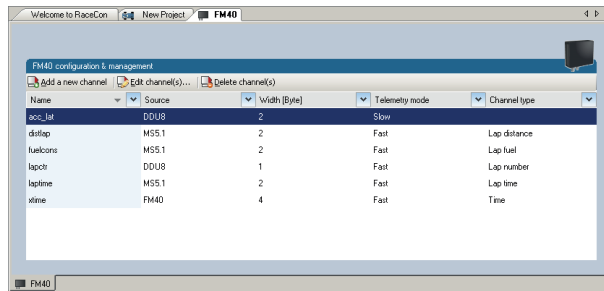 Welcome to RaceCon New Project FM40
FM40 configuration & management
Add a new channel Edit channel(s)... Delete channel(s)
Name Source Width [Byte] Telemetry mode Channel type
acc_lat DDU8 2 Slow
distlap MS5.1 2 Fast Lap distance
fuelcons MS5.1 2 Fast Lap fuel
lapctr DDU8 1 Fast Lap number
laptime MS5.1 2 Fast Lap time
xtime FM40 4 Fast Time
FM40